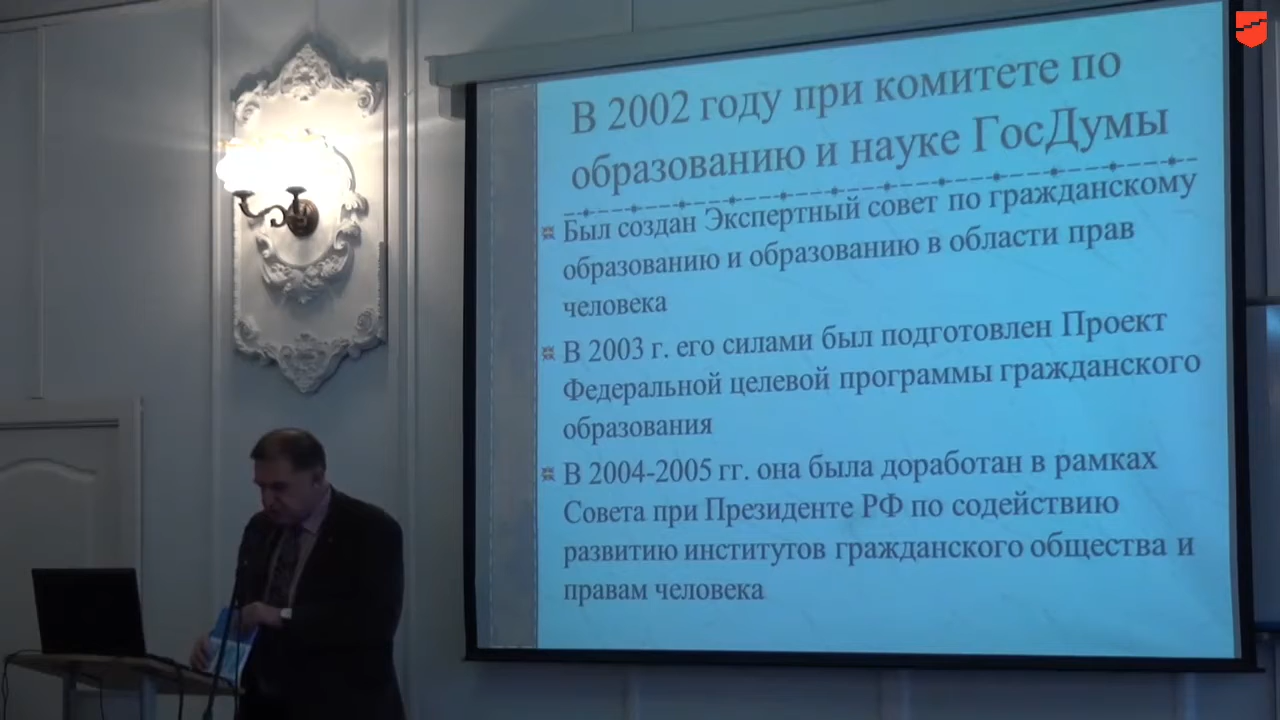 В 2002 году при комитете по
образованию и науке ГосДумы
Был создан Экспертный совет по гражданскому
образованию и образованию в области прав
человека
В 2003 г. его силами был подготовлен Проект
Федеральной целевой программы гражданского
образования
В 2004-2005 гг. она была доработан в рамках
Совета при Президенте РФ по содействию
развитию институтов гражданского общества и
правам человека